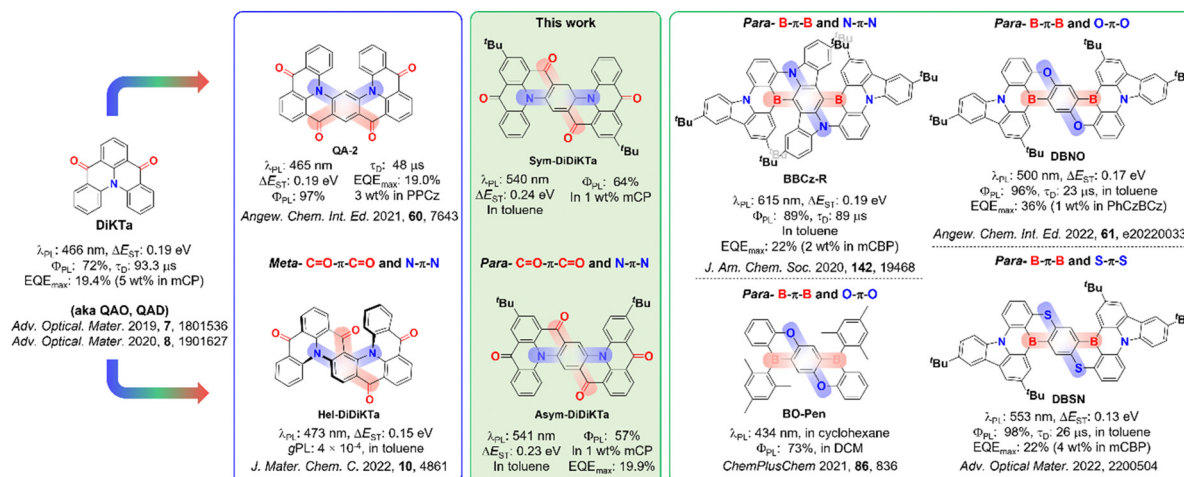 O
O
N
DiKTa
λPL: 466 nm, ΔEST: 0.19 eV
ΦPL: 72%, τD: 93.3 μs
EQEmax: 19.4% (5 wt% in mCP)
(aka QAO, QAD)
Adv. Optical. Mater. 2019, 7, 1801536
Adv. Optical. Mater. 2020, 8, 1901627
O
O
N
N
O
O
QA-2
λPL: 465 nm τD: 48 μs
ΔEST: 0.19 eV EQEmax: 19.0%
ΦPL: 97% 3 wt% in PPCz
Angew. Chem. Int. Ed. 2021, 60, 7643
Meta- C=O-π-C=O and N-π-N
O
O
O
N
N
O
Hel-DiDiKTa
λPL: 473 nm, ΔEST: 0.15 eV
gPL: 4 × 10-4, in toluene
J. Mater. Chem. C. 2022, 10, 4861
This work
tBu
O
O
N
N
O
O
tBu
Sym-DiDiKTa
λPL: 540 nm ΦPL: 64%
ΔEST: 0.24 eV In 1 wt% mCP
In toluene
Para- C=O-π-C=O and N-π-N
tBu
tBu
O
O
N
N
O
O
Asym-DiDiKTa
λPL: 541 nm ΦPL: 57%
ΔEST: 0.23 eV In 1 wt% mCP
In toluene EQEmax: 19.9%
Para- B-π-B and N-π-N
tBu
tBu
N
tBu
N
B
B
N
tBu
N
tBu
tBu
BBCz-R
λPL: 615 nm, ΔEST: 0.19 eV
ΦPL: 89%, τD: 89 μs
In toluene
EQEmax: 22% (2 wt% in mCBP)
J. Am. Chem. Soc. 2020, 142, 19468
Para- B-π-B and O-π-O
O
B
B
O
BO-Pen
λPL: 434 nm, in cyclohexane
ΦPL: 73%, in DCM
ChemPlusChem 2021, 86, 836
Para- B-π-B and O-π-O
tBu
O
tBu
N
B
B
N
tBu
O
tBu
DBNO
λPL: 500 nm, ΔEST: 0.17 eV
ΦPL: 96%, τD: 23 μs, in toluene
EQEmax: 36% (1 wt% in PhCzBCz)
Angew. Chem. Int. Ed. 2022, 61, e20220033
Para- B-π-B and S-π-S
tBu
S
N
B
B
N
tBu
S
tBu
DBSN
λPL: 553 nm, ΔEST: 0.13 eV
ΦPL: 98%, τD: 26 μs, in toluene
EQEmax: 22% (4 wt% in mCBP)
Adv. Optical Mater. 2022, 2200504